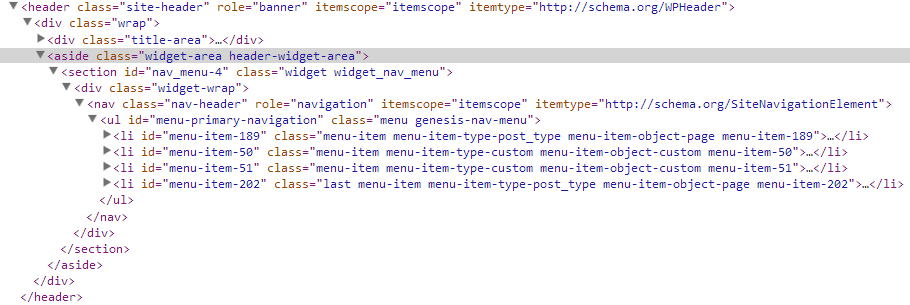 ▼<header class="site-header" role="banner" itemscope="itemscope" itemtype="http://schema.org/WPHeader">
▼<div class="wrap">
▶<div class="title-area">…</div>
▼<aside class="widget-area header-widget-area">
▼<section id="nav_menu-4" class="widget widget_nav_menu">
▼<div class="widget-wrap">
▼<nav class="nav-header" role="navigation" itemscope="itemscope" itemtype="http://schema.org/SiteNavigationElement">
▼<ul id="menu-primary-navigation" class="menu genesis-nav-menu">
▶<li id="menu-item-189" class="menu-item menu-item-type-post_type menu-item-object-page menu-item-189">…</li>
▶<li id="menu-item-50" class="menu-item menu-item-type-custom menu-item-object-custom menu-item-50">…</li>
▶<li id="menu-item-51" class="menu-item menu-item-type-custom menu-item-object-custom menu-item-51">…</li>
▶<li id="menu-item-202" class="last menu-item menu-item-type-post_type menu-item-object-page menu-item-202">…</li>
</ul>
</nav>
</div>
</section>
</aside>
</div>
</header>